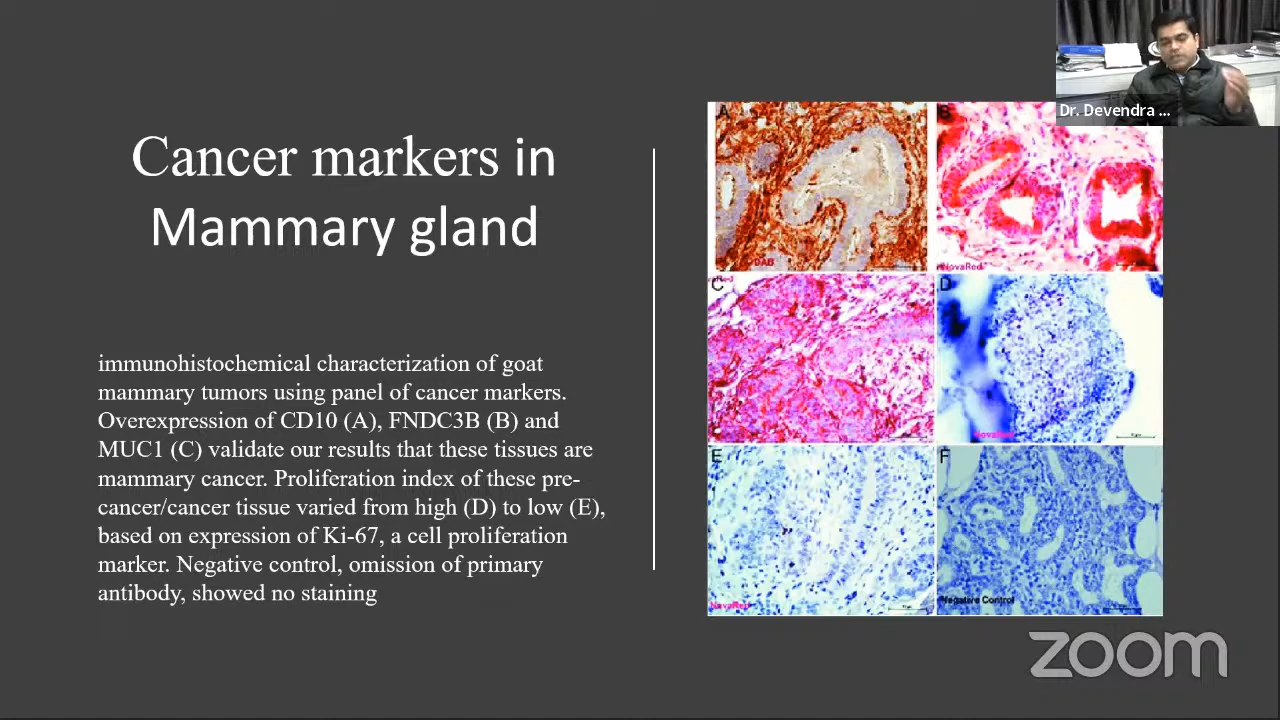 Dr. Devendra ...
Cancer markers in
Mammary gland
immunohistochemical characterization of goat
mammary tumors using panel of cancer markers.
Overexpression of CD10 (A), FNDC3B (B) and
MUC1 (C) validate our results that these tissues are
mammary cancer. Proliferation index of these pre-
cancer/cancer tissue varied from high (D) to low (E),
based on expression of Ki-67, a cell proliferation
marker. Negative control, omission of primary
antibody, showed no staining
A
DAB
B
NovaRed
C
D
NovaRed
E
NovaRed
F
Negative Control
zoom